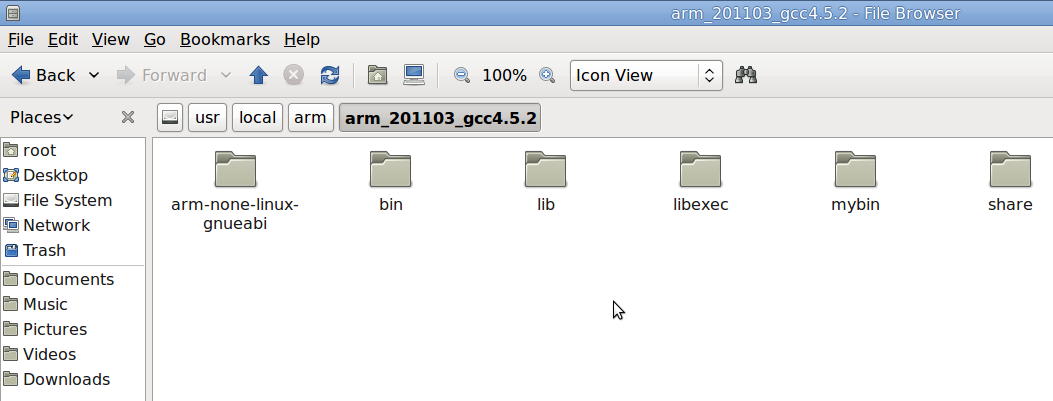 arm_201103_gcc4.5.2 - File Browser
File Edit View Go Bookmarks Help
Back Forward 100% Icon View
Places usr local arm arm_201103_gcc4.5.2
root
Desktop
File System
Network
Trash
Documents
Music
Pictures
Videos
Downloads
arm-none-linux-
gnueabi
bin
lib
libexec
mybin
share